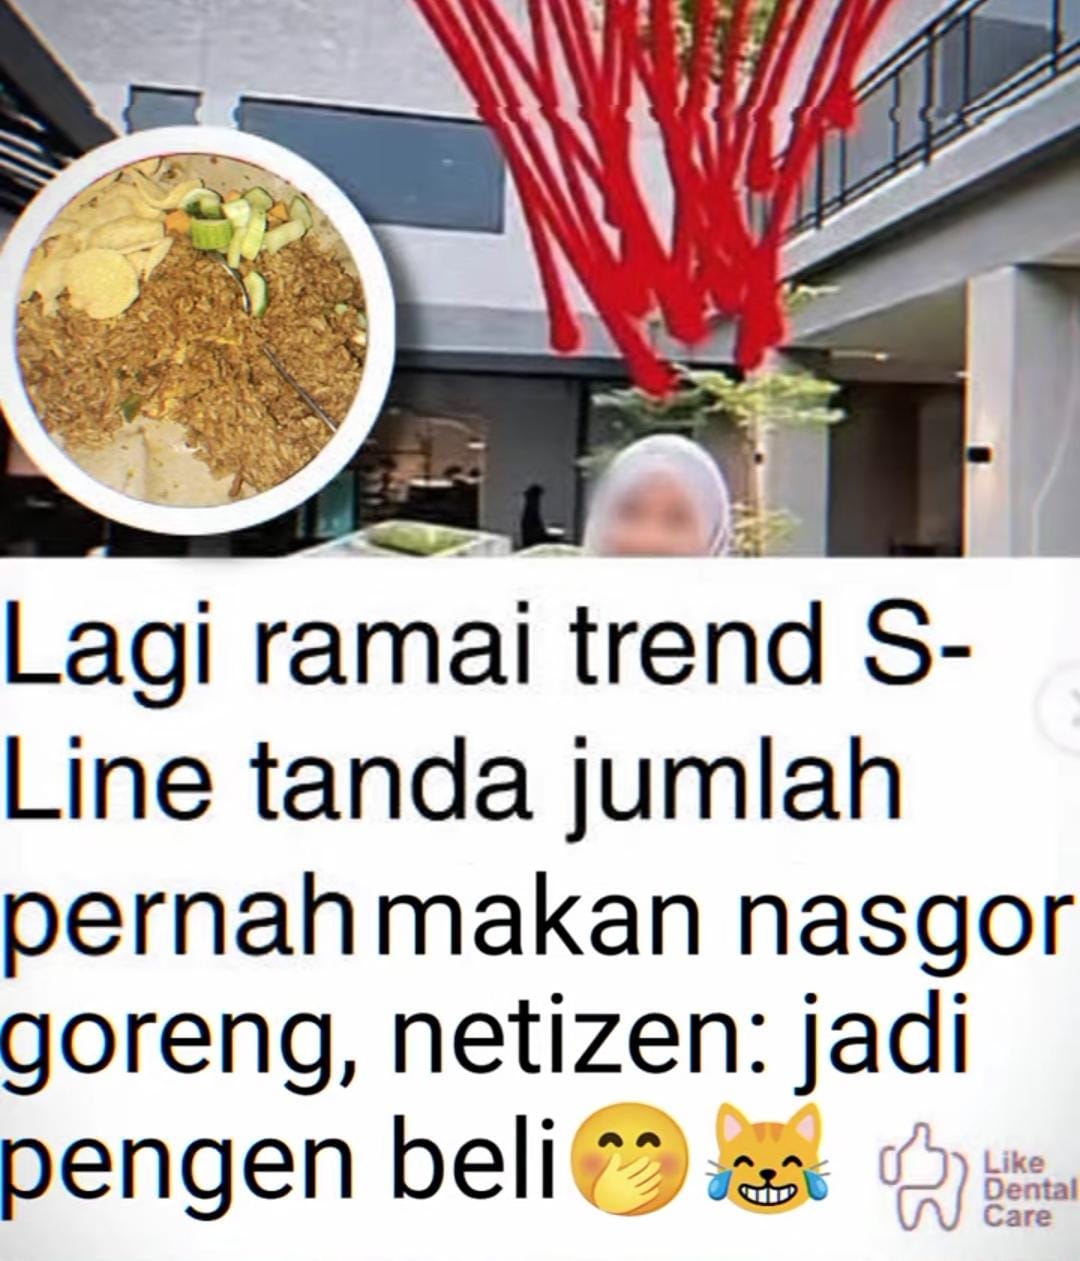 Lagi ramai trend S-
Line tanda jumlah
pernah makan nasgor
goreng, netizen: jadi
pengen beli🤭😹
Like
Dental
Care